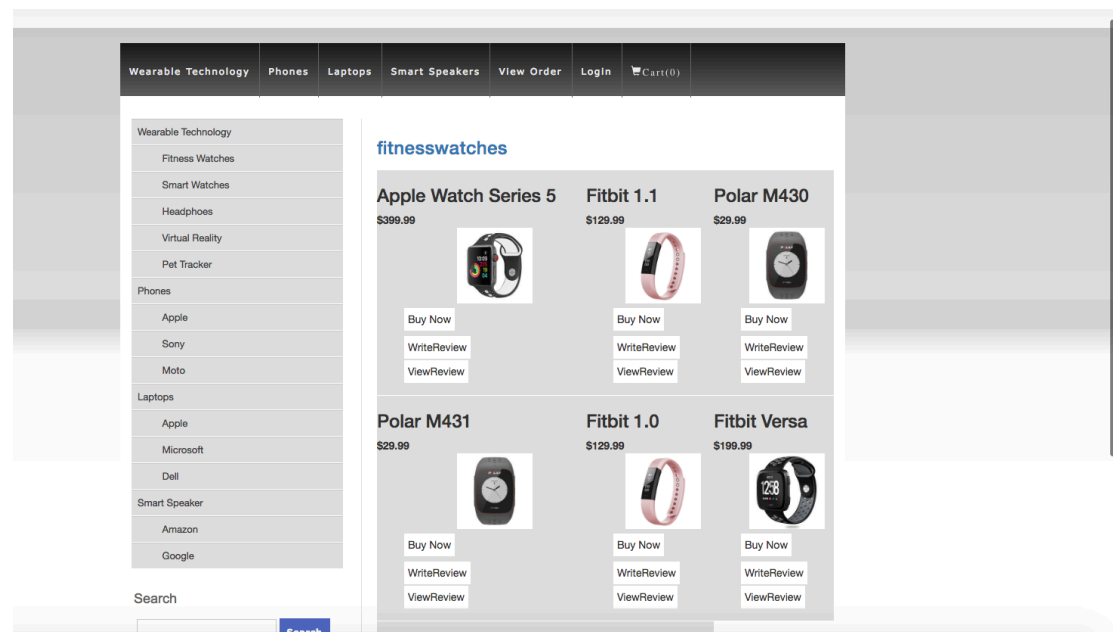 Wearable Technology Phones Laptops Smart Speakers View Order Login Cart(0)
Wearable Technology
Fitness Watches
Smart Watches
Headphoes
Virtual Reality
Pet Tracker
Phones
Apple
Sony
Moto
Laptops
Apple
Microsoft
Dell
Smart Speaker
Amazon
Google
Search
Search
fitnesswatches
Apple Watch Series 5 Fitbit 1.1 Polar M430
$399.99 $129.99 $29.99
Buy Now Buy Now Buy Now
WriteReview WriteReview WriteReview
ViewReview ViewReview ViewReview
Polar M431 Fitbit 1.0 Fitbit Versa
$29.99 $129.99 $199.99
12:58
Buy Now Buy Now Buy Now
WriteReview WriteReview WriteReview
ViewReview ViewReview ViewReview